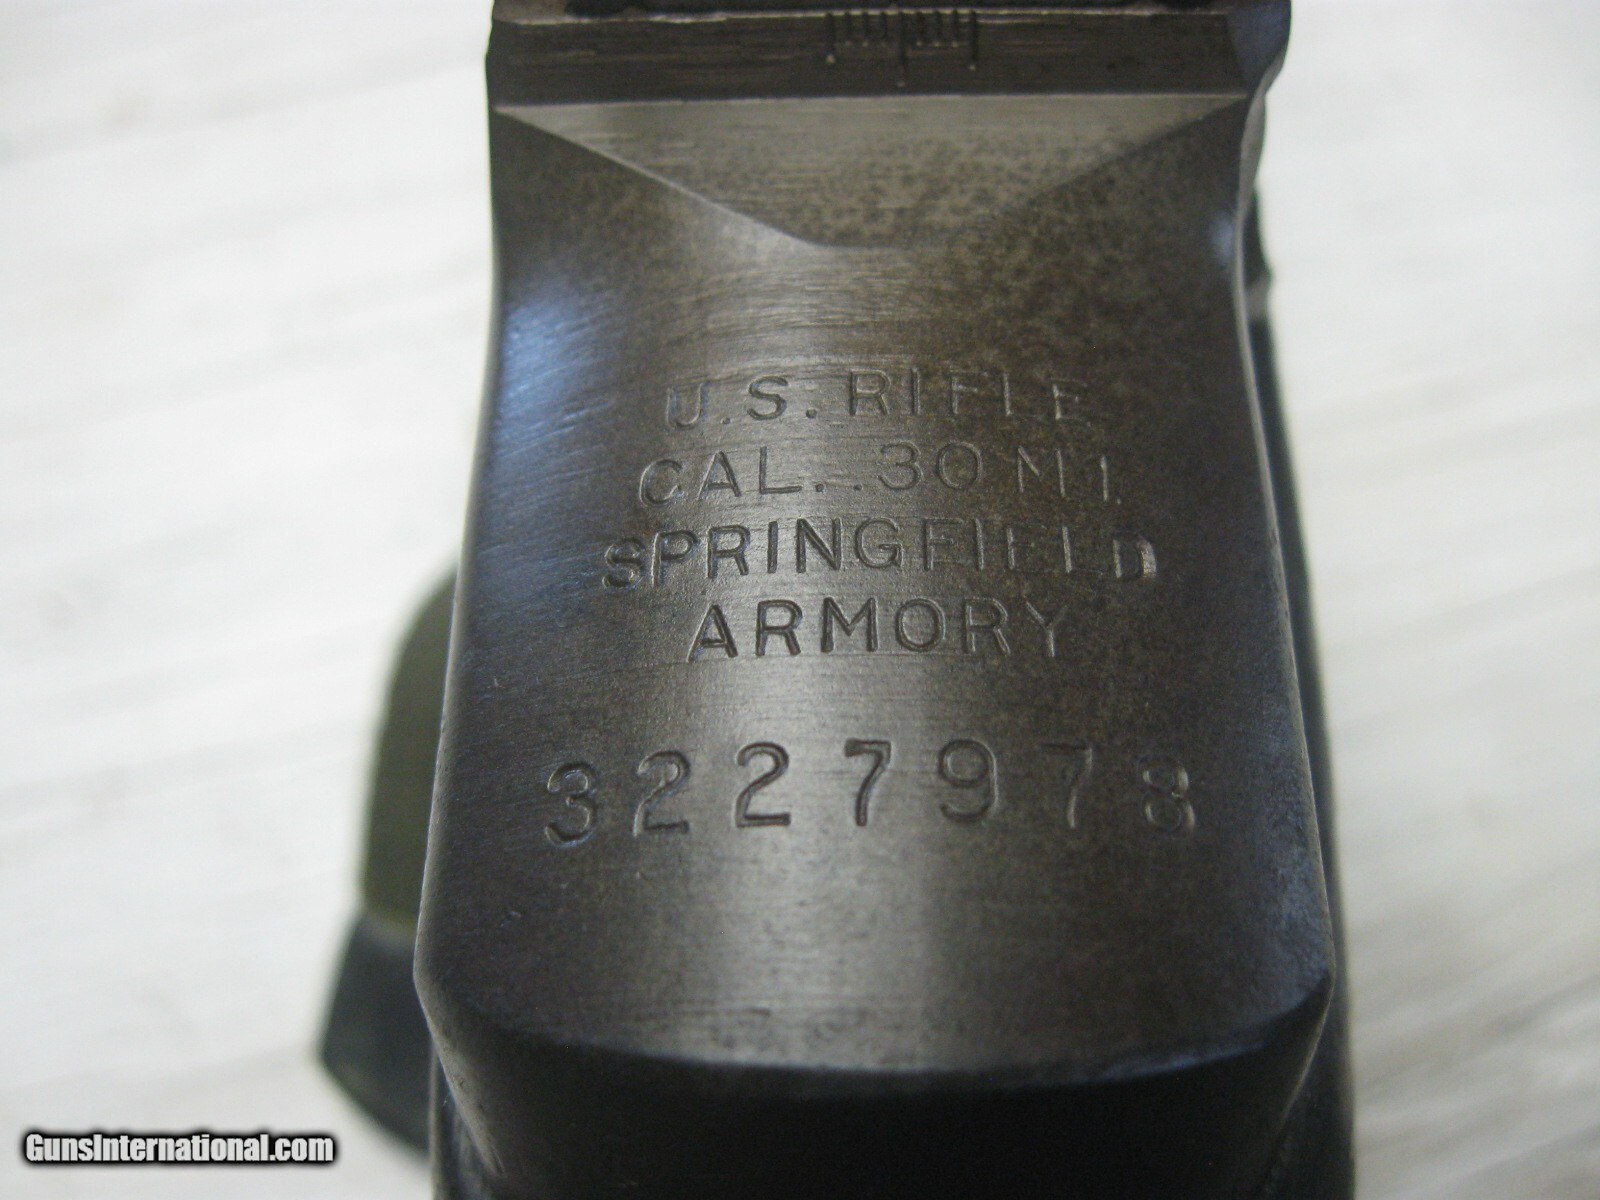 U.S. RIFLE
CAL. .30 M1
SPRINGFIELD
ARMORY
3227978
GunsInternational.com